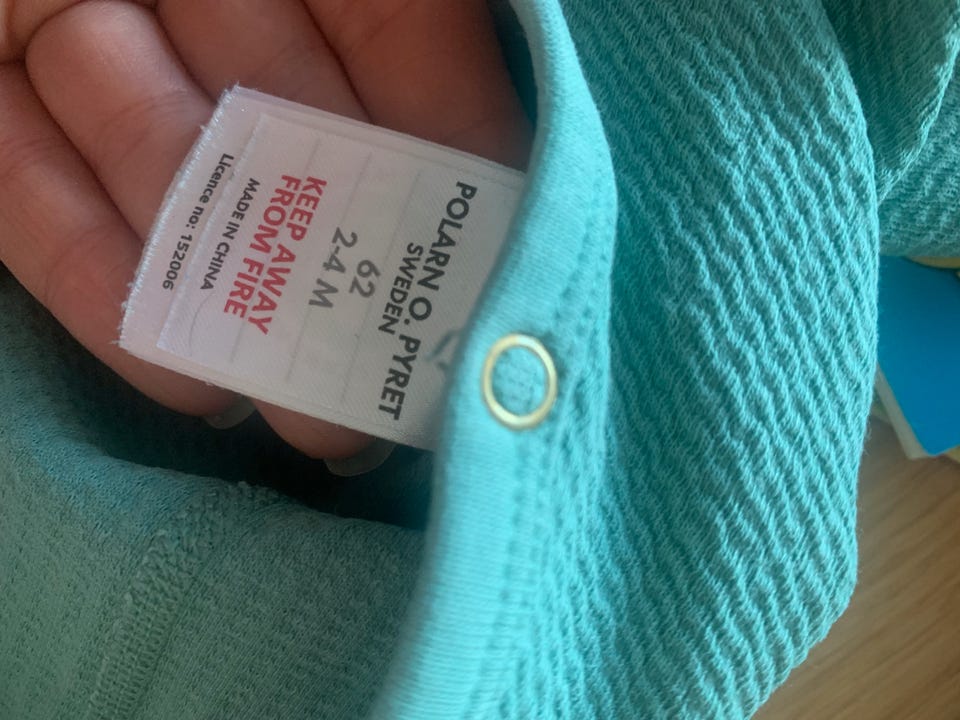 POLARN O. PYRET
SWEDEN
62
2-4 M
KEEP AWAY
FROM FIRE
MADE IN CHINA
Licence no: 152006